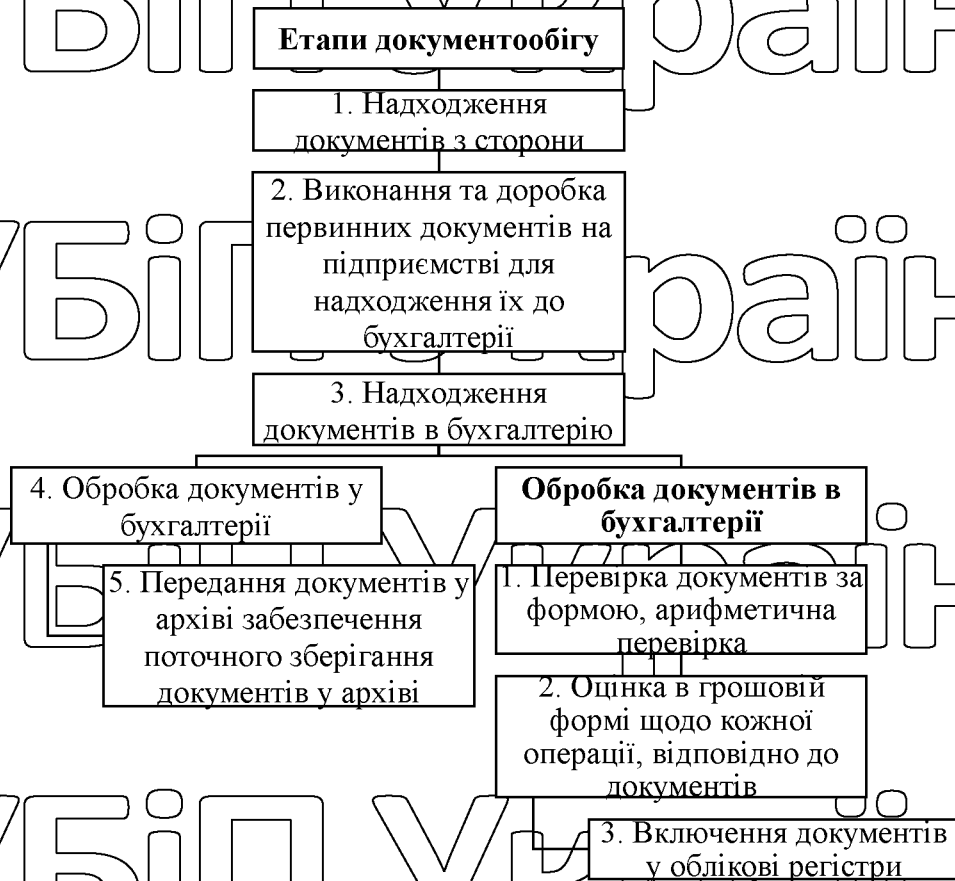 Етапи документообігу
1. Надходження
документів з сторони
2. Виконання та доробка
первинних документів на
підприємстві для
надходження їх до
бухгалтерії
3. Надходження
документів в бухгалтерію
4. Обробка документів у
бухгалтерії
5. Передання документів у
архіві забезпечення
поточного зберігання
документів у архіві
Обробка документів в
бухгалтерії
1. Перевірка документів за
формою, арифметична
перевірка
2. Оцінка в грошовій
формі щодо кожної
операції, відповідно до
документів
3. Включення документів
у облікові регістри